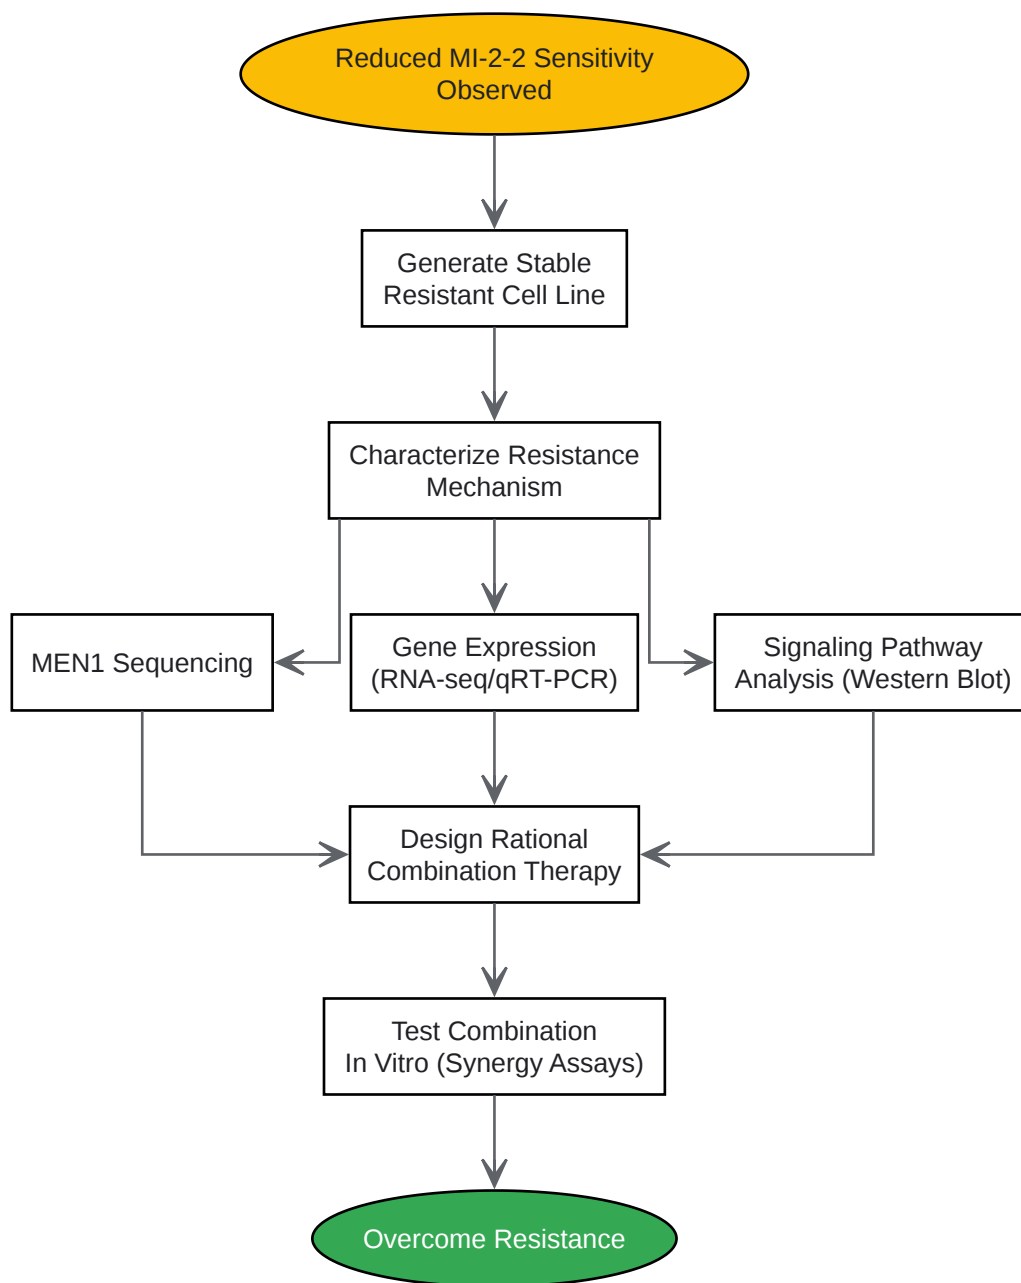 Reduced MI-2-2 Sensitivity
Observed
Generate Stable
Resistant Cell Line
Characterize Resistance
Mechanism
MEN1 Sequencing
Gene Expression
(RNA-seq/qRT-PCR)
Signaling Pathway
Analysis (Western Blot)
Design Rational
Combination Therapy
Test Combination
In Vitro (Synergy Assays)
Overcome Resistance